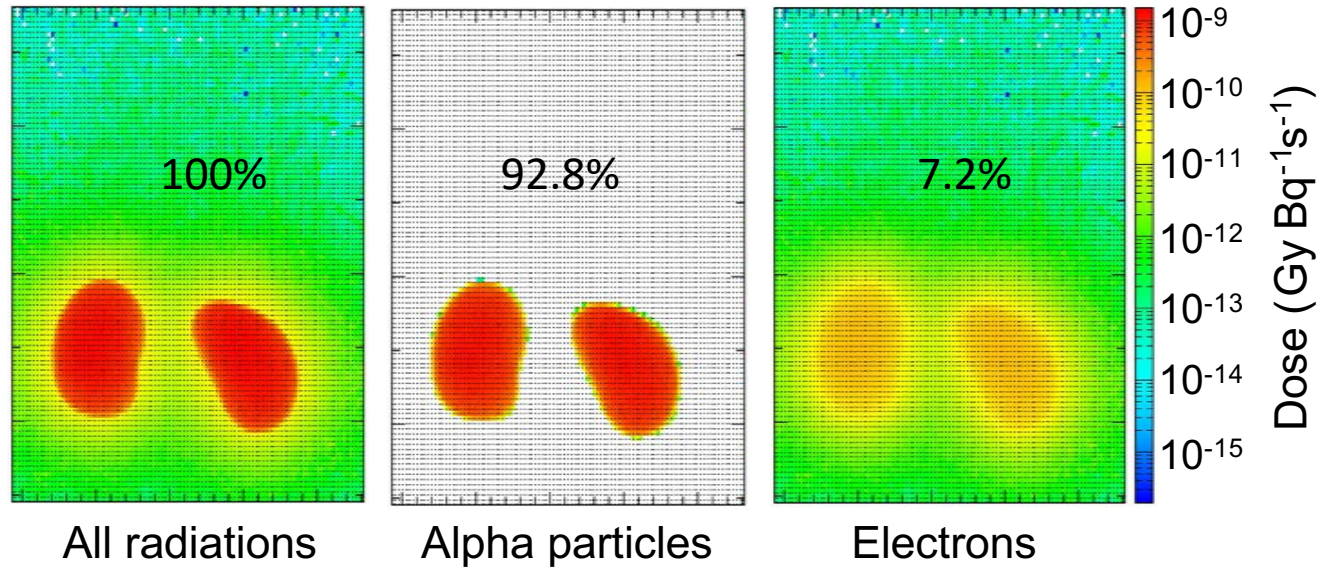 100%
92.8%
7.2%
10⁻⁹
10⁻¹⁰
10⁻¹¹
10⁻¹²
10⁻¹³
10⁻¹⁴
10⁻¹⁵
Dose (Gy Bq⁻¹s⁻¹)
All radiations
Alpha particles
Electrons